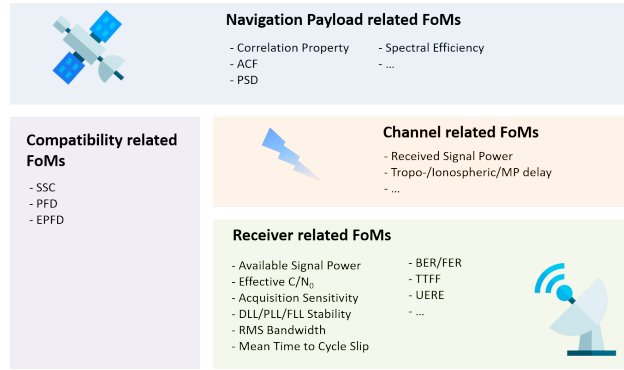 Navigation Payload related FoMs
- Correlation Property
- ACF
- PSD
- Spectral Efficiency
- ...
Compatibility related
FoMs
- SSC
- PFD
- EPFD
Channel related FoMs
- Received Signal Power
- Tropo-/Ionospheric/MP delay
- ...
Receiver related FoMs
- Available Signal Power
- Effective C/N₀
- Acquisition Sensitivity
- DLL/PLL/FLL Stability
- RMS Bandwidth
- Mean Time to Cycle Slip
- BER/FER
- TTFF
- UERE
- ...